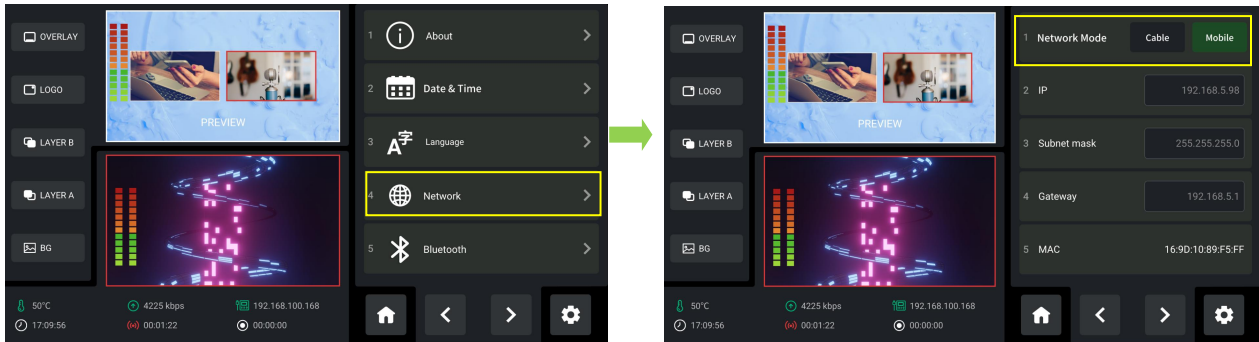 OVERLAY
LOGO
LAYER B
LAYER A
BG
PREVIEW
1 About
2 Date & Time
3 A字 Language
4 Network
5 Bluetooth
50°C
4225 kbps
192.168.100.168
17:09:56
00:01:22
00:00:00
OVERLAY
LOGO
LAYER B
LAYER A
BG
PREVIEW
1 Network Mode Cable Mobile
2 IP 192.168.5.98
3 Subnet mask 255.255.255.0
4 Gateway 192.168.5.1
5 MAC 16:9D:10:89:F5:FF
50°C
4225 kbps
192.168.100.168
17:09:56
00:01:22
00:00:00